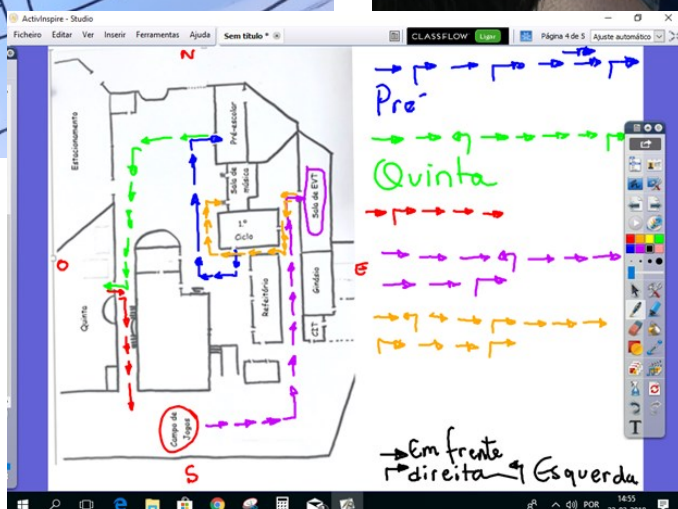 ActivInspire - Studio
Ficheiro Editar Ver Inserir Ferramentas Ajuda Sem título * CLASSFLOW Ligar Página 4 de 5 Ajuste automático
N
Estacionamento
Pré-escolar
Sala de música
Sala de EVT
1.º Ciclo
O
E
Quinta
Refeitório
Ginásio
CIT
Campo de Jogos
S
Pré-
Quinta
Em frente
direita Esquerda
T
POR
14:55